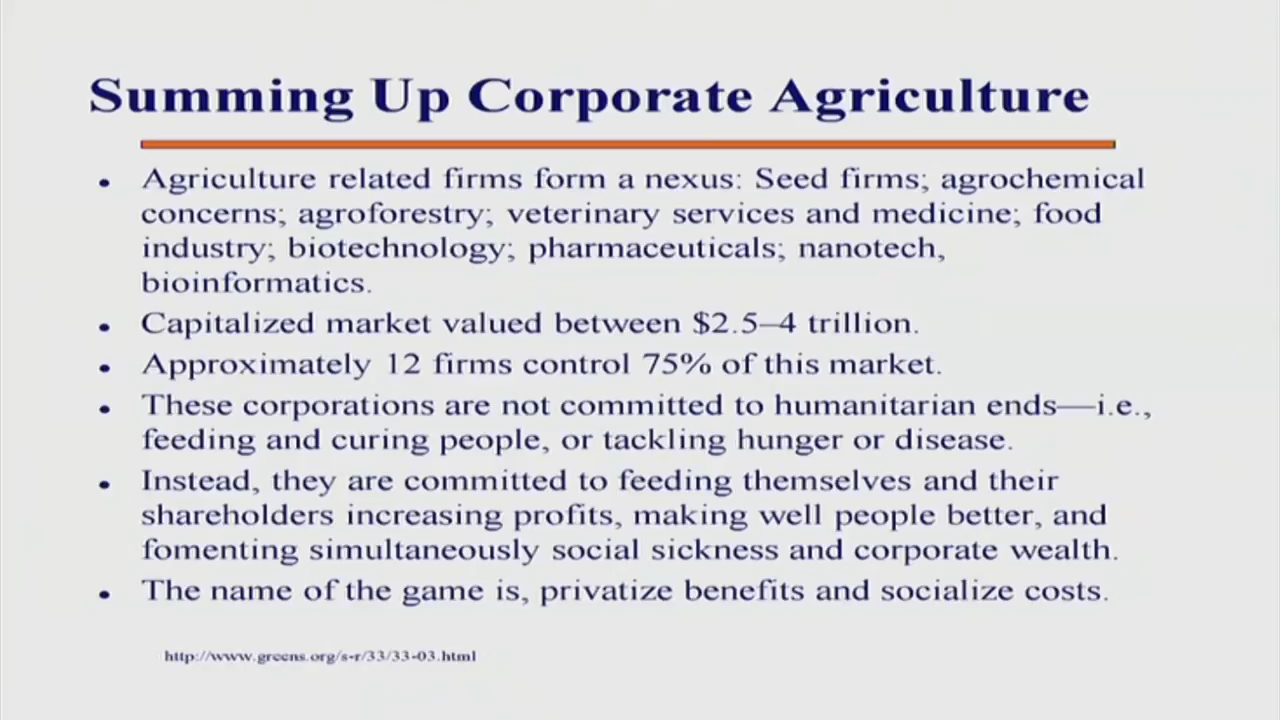 Summing Up Corporate Agriculture
• Agriculture related firms form a nexus: Seed firms; agrochemical
concerns; agroforestry; veterinary services and medicine; food
industry; biotechnology; pharmaceuticals; nanotech,
bioinformatics.
• Capitalized market valued between $2.5–4 trillion.
• Approximately 12 firms control 75% of this market.
• These corporations are not committed to humanitarian ends—i.e.,
feeding and curing people, or tackling hunger or disease.
• Instead, they are committed to feeding themselves and their
shareholders increasing profits, making well people better, and
fomenting simultaneously social sickness and corporate wealth.
• The name of the game is, privatize benefits and socialize costs.
http://www.greens.org/s-r/33/33-03.html